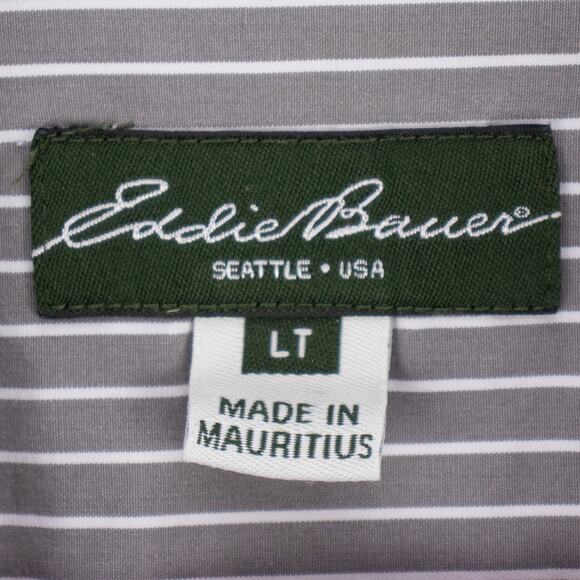 Eddie Bauer®
SEATTLE • USA
LT
MADE IN
MAURITIUS